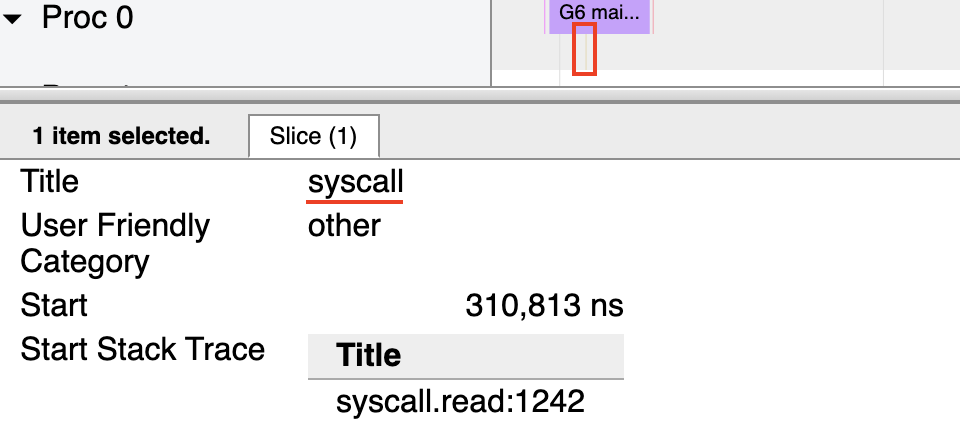 Proc 0
G6 mai...
1 item selected.
Slice (1)
Title
syscall
User Friendly
Category
other
Start
310,813 ns
Start Stack Trace
Title
syscall.read:1242